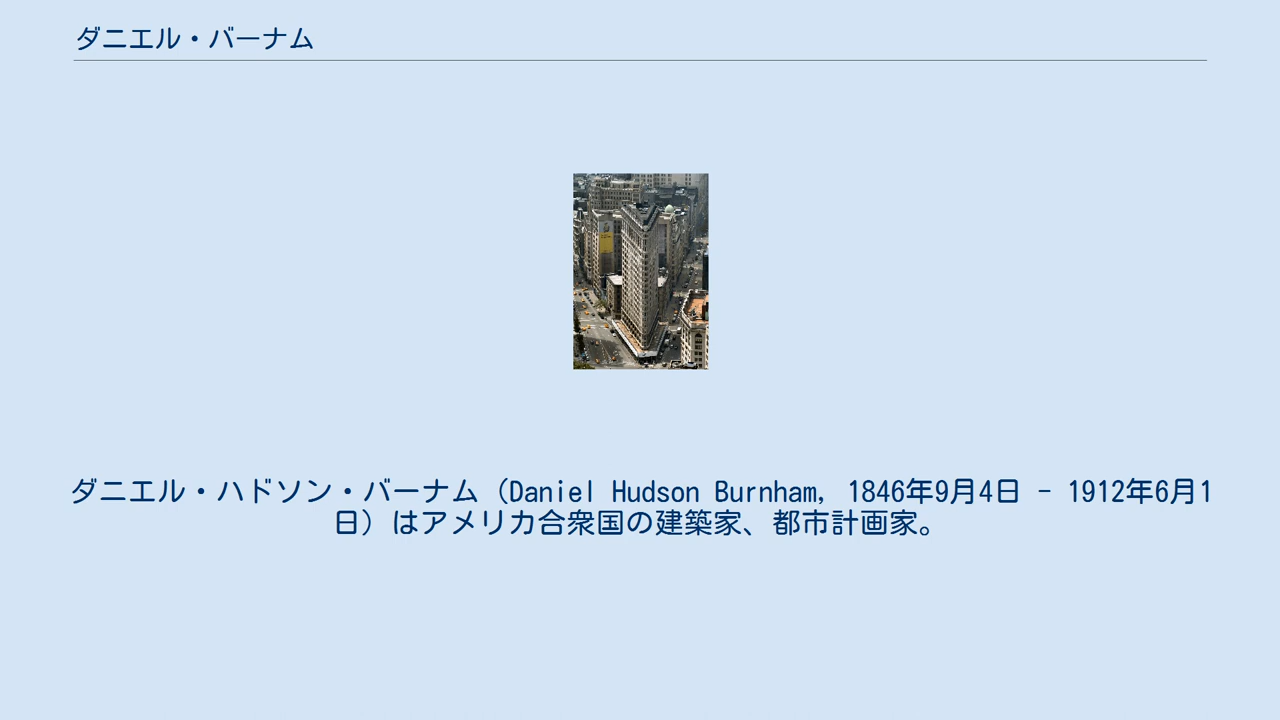 ダニエル・バーナム
ダニエル・ハドソン・バーナム（Daniel Hudson Burnham, 1846年9月4日 - 1912年6月1
日）はアメリカ合衆国の建築家、都市計画家。